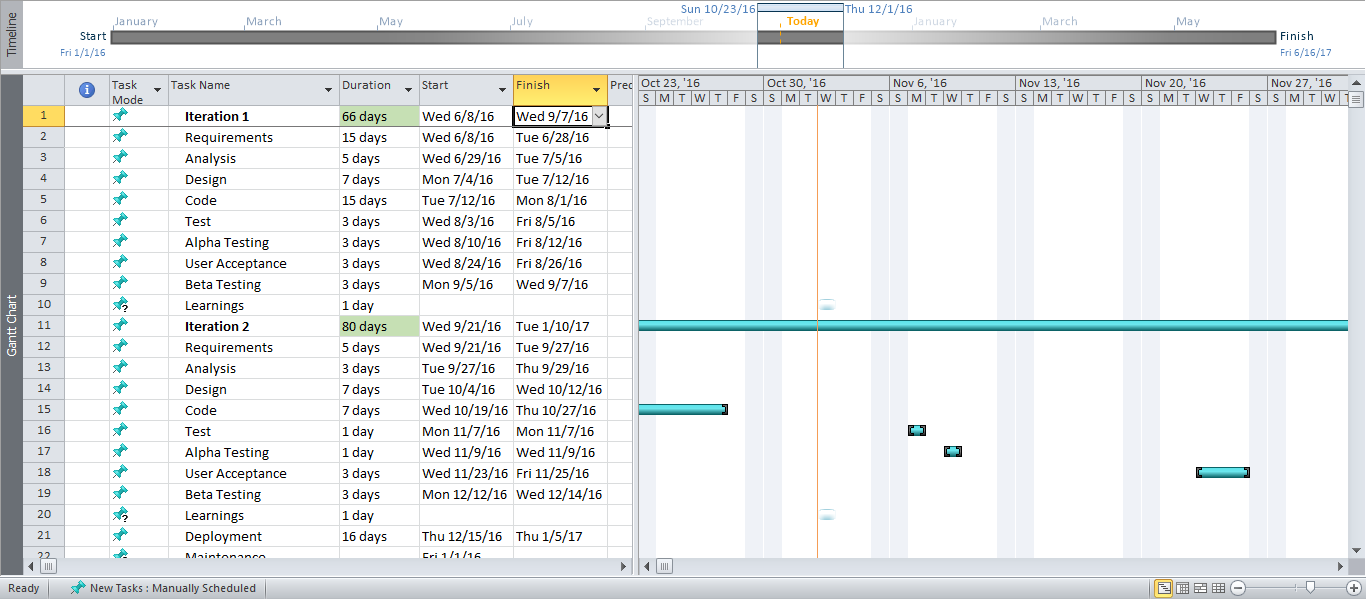 Timeline
Sun 10/23/16 Thu 12/1/16
January March May July September Today January March May
Start Finish
Fri 1/1/16 Fri 6/16/17
Gantt Chart
Task Mode Task Name Duration Start Finish Pred
Oct 23, '16 Oct 30, '16 Nov 6, '16 Nov 13, '16 Nov 20, '16 Nov 27, '16
S M T W T F S S M T W T F S S M T W T F S S M T W T F S S M T W T F S S M T W T
1 Iteration 1 66 days Wed 6/8/16 Wed 9/7/16
2 Requirements 15 days Wed 6/8/16 Tue 6/28/16
3 Analysis 5 days Wed 6/29/16 Tue 7/5/16
4 Design 7 days Mon 7/4/16 Tue 7/12/16
5 Code 15 days Tue 7/12/16 Mon 8/1/16
6 Test 3 days Wed 8/3/16 Fri 8/5/16
7 Alpha Testing 3 days Wed 8/10/16 Fri 8/12/16
8 User Acceptance 3 days Wed 8/24/16 Fri 8/26/16
9 Beta Testing 3 days Mon 9/5/16 Wed 9/7/16
10 ? Learnings 1 day
11 Iteration 2 80 days Wed 9/21/16 Tue 1/10/17
12 Requirements 5 days Wed 9/21/16 Tue 9/27/16
13 Analysis 3 days Tue 9/27/16 Thu 9/29/16
14 Design 7 days Tue 10/4/16 Wed 10/12/16
15 Code 7 days Wed 10/19/16 Thu 10/27/16
16 Test 1 day Mon 11/7/16 Mon 11/7/16
17 Alpha Testing 1 day Wed 11/9/16 Wed 11/9/16
18 User Acceptance 3 days Wed 11/23/16 Fri 11/25/16
19 Beta Testing 3 days Mon 12/12/16 Wed 12/14/16
20 ? Learnings 1 day
21 Deployment 16 days Thu 12/15/16 Thu 1/5/17
22 Maintenance Fri 1/1/16
Ready New Tasks : Manually Scheduled